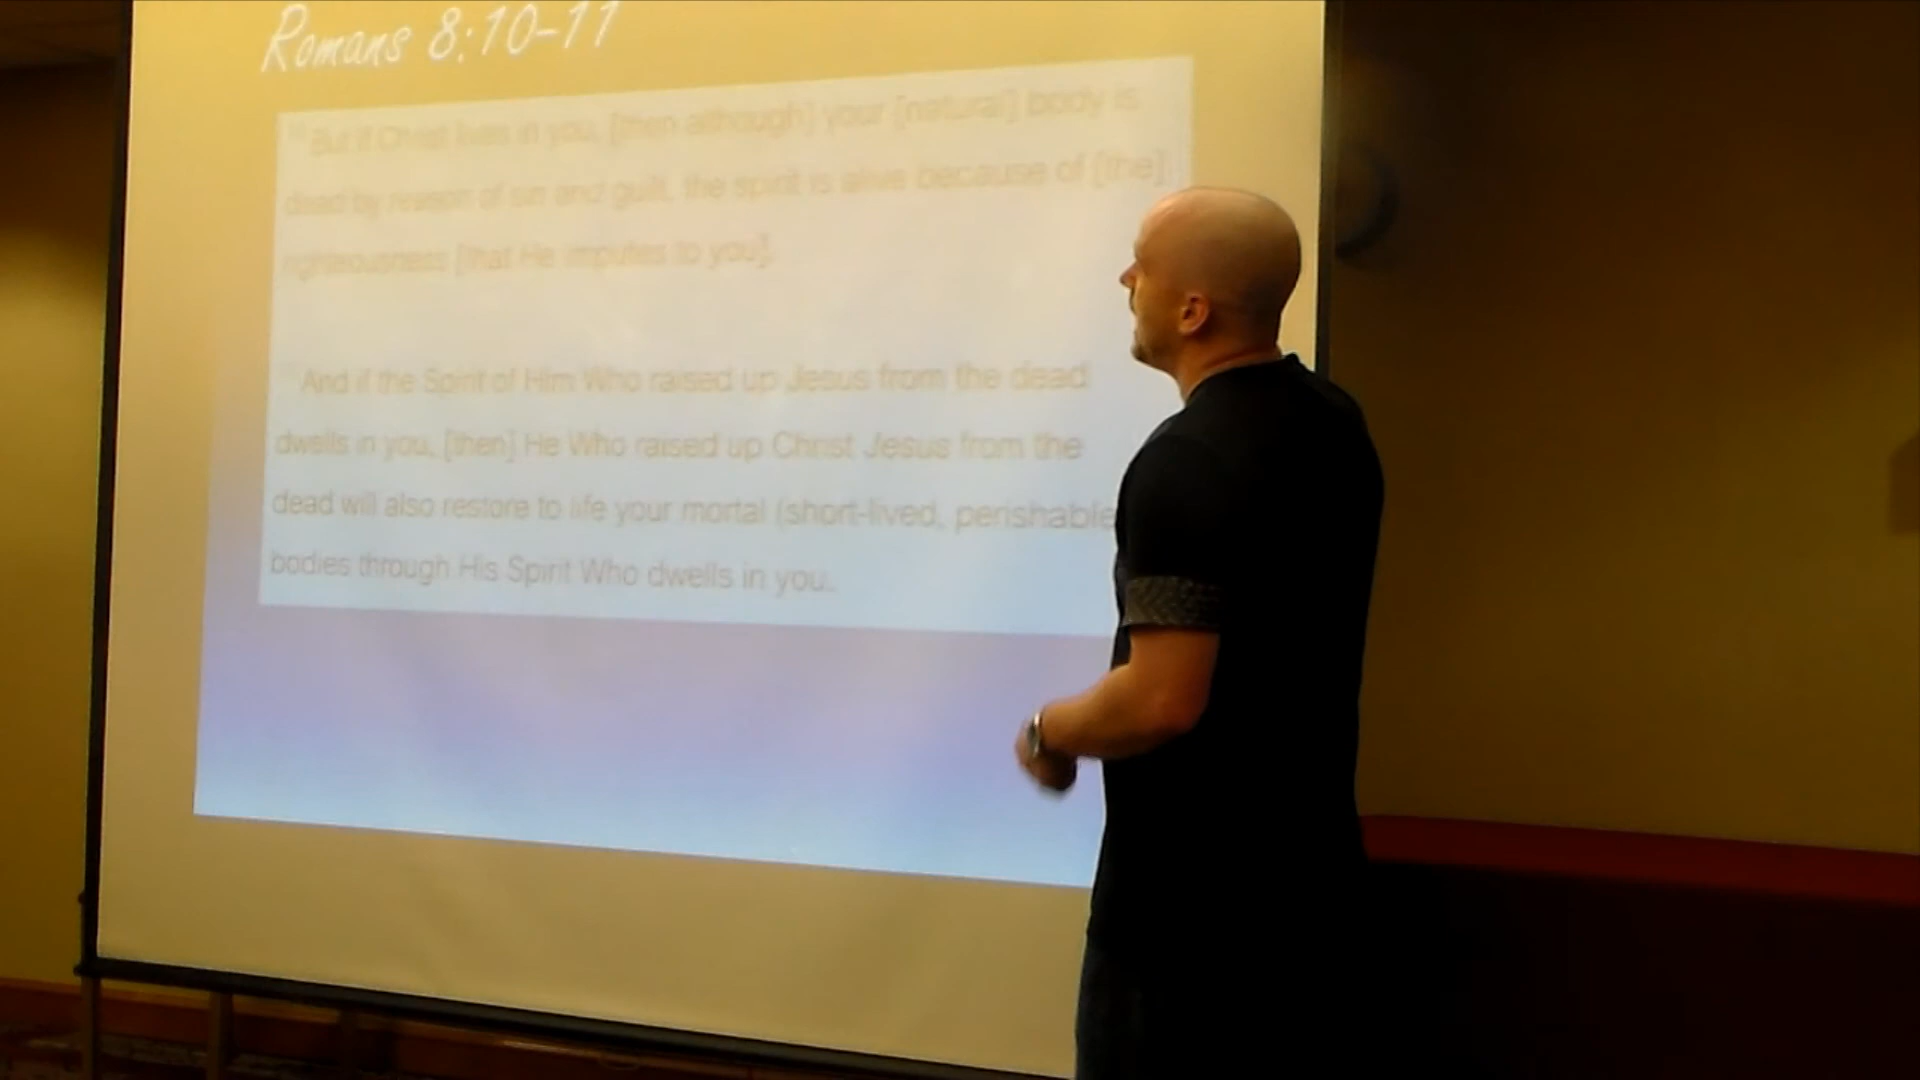 Romans 8:10-11
10 But if Christ lives in you, [then although] your [natural] body is
dead by reason of sin and guilt, the spirit is alive because of [the]
righteousness [that He imputes to you].
And if the Spirit of Him Who raised up Jesus from the dead
dwells in you, [then] He Who raised up Christ Jesus from the
dead will also restore to life your mortal (short-lived, perishable
bodies through His Spirit Who dwells in you.